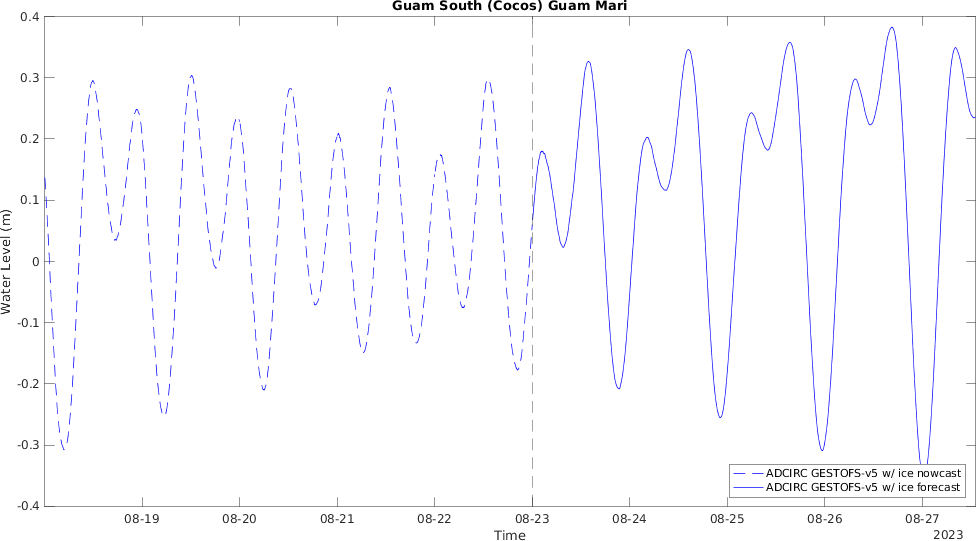 Guam South (Cocos) Guam Mari
0.4
0.3
0.2
0.1
0
-0.1
-0.2
-0.3
-0.4
Water Level (m)
ADCIRC GESTOFS-v5 w/ ice nowcast
ADCIRC GESTOFS-v5 w/ ice forecast
08-19 08-20 08-21 08-22 08-23 08-24 08-25 08-26 08-27
Time
2023